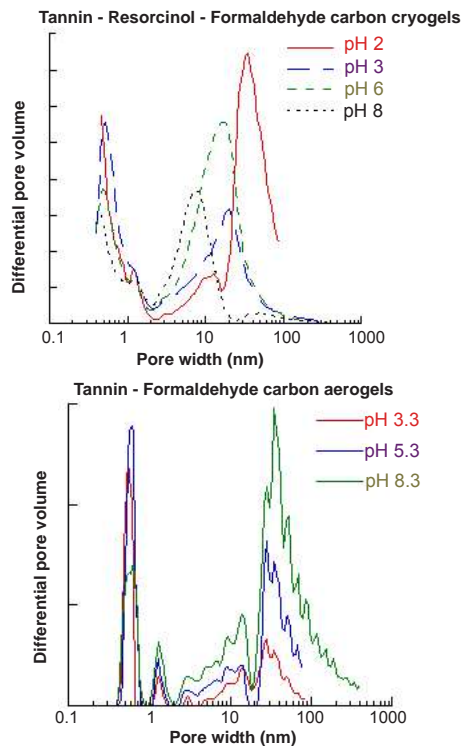 Tannin - Resorcinol - Formaldehyde carbon cryogels
pH 2
pH 3
pH 6
pH 8
Differential pore volume
0.1 1 10 100 1000
Pore width (nm)
Tannin - Formaldehyde carbon aerogels
pH 3.3
pH 5.3
pH 8.3
Differential pore volume
0.1 1 10 100 1000
Pore width (nm)